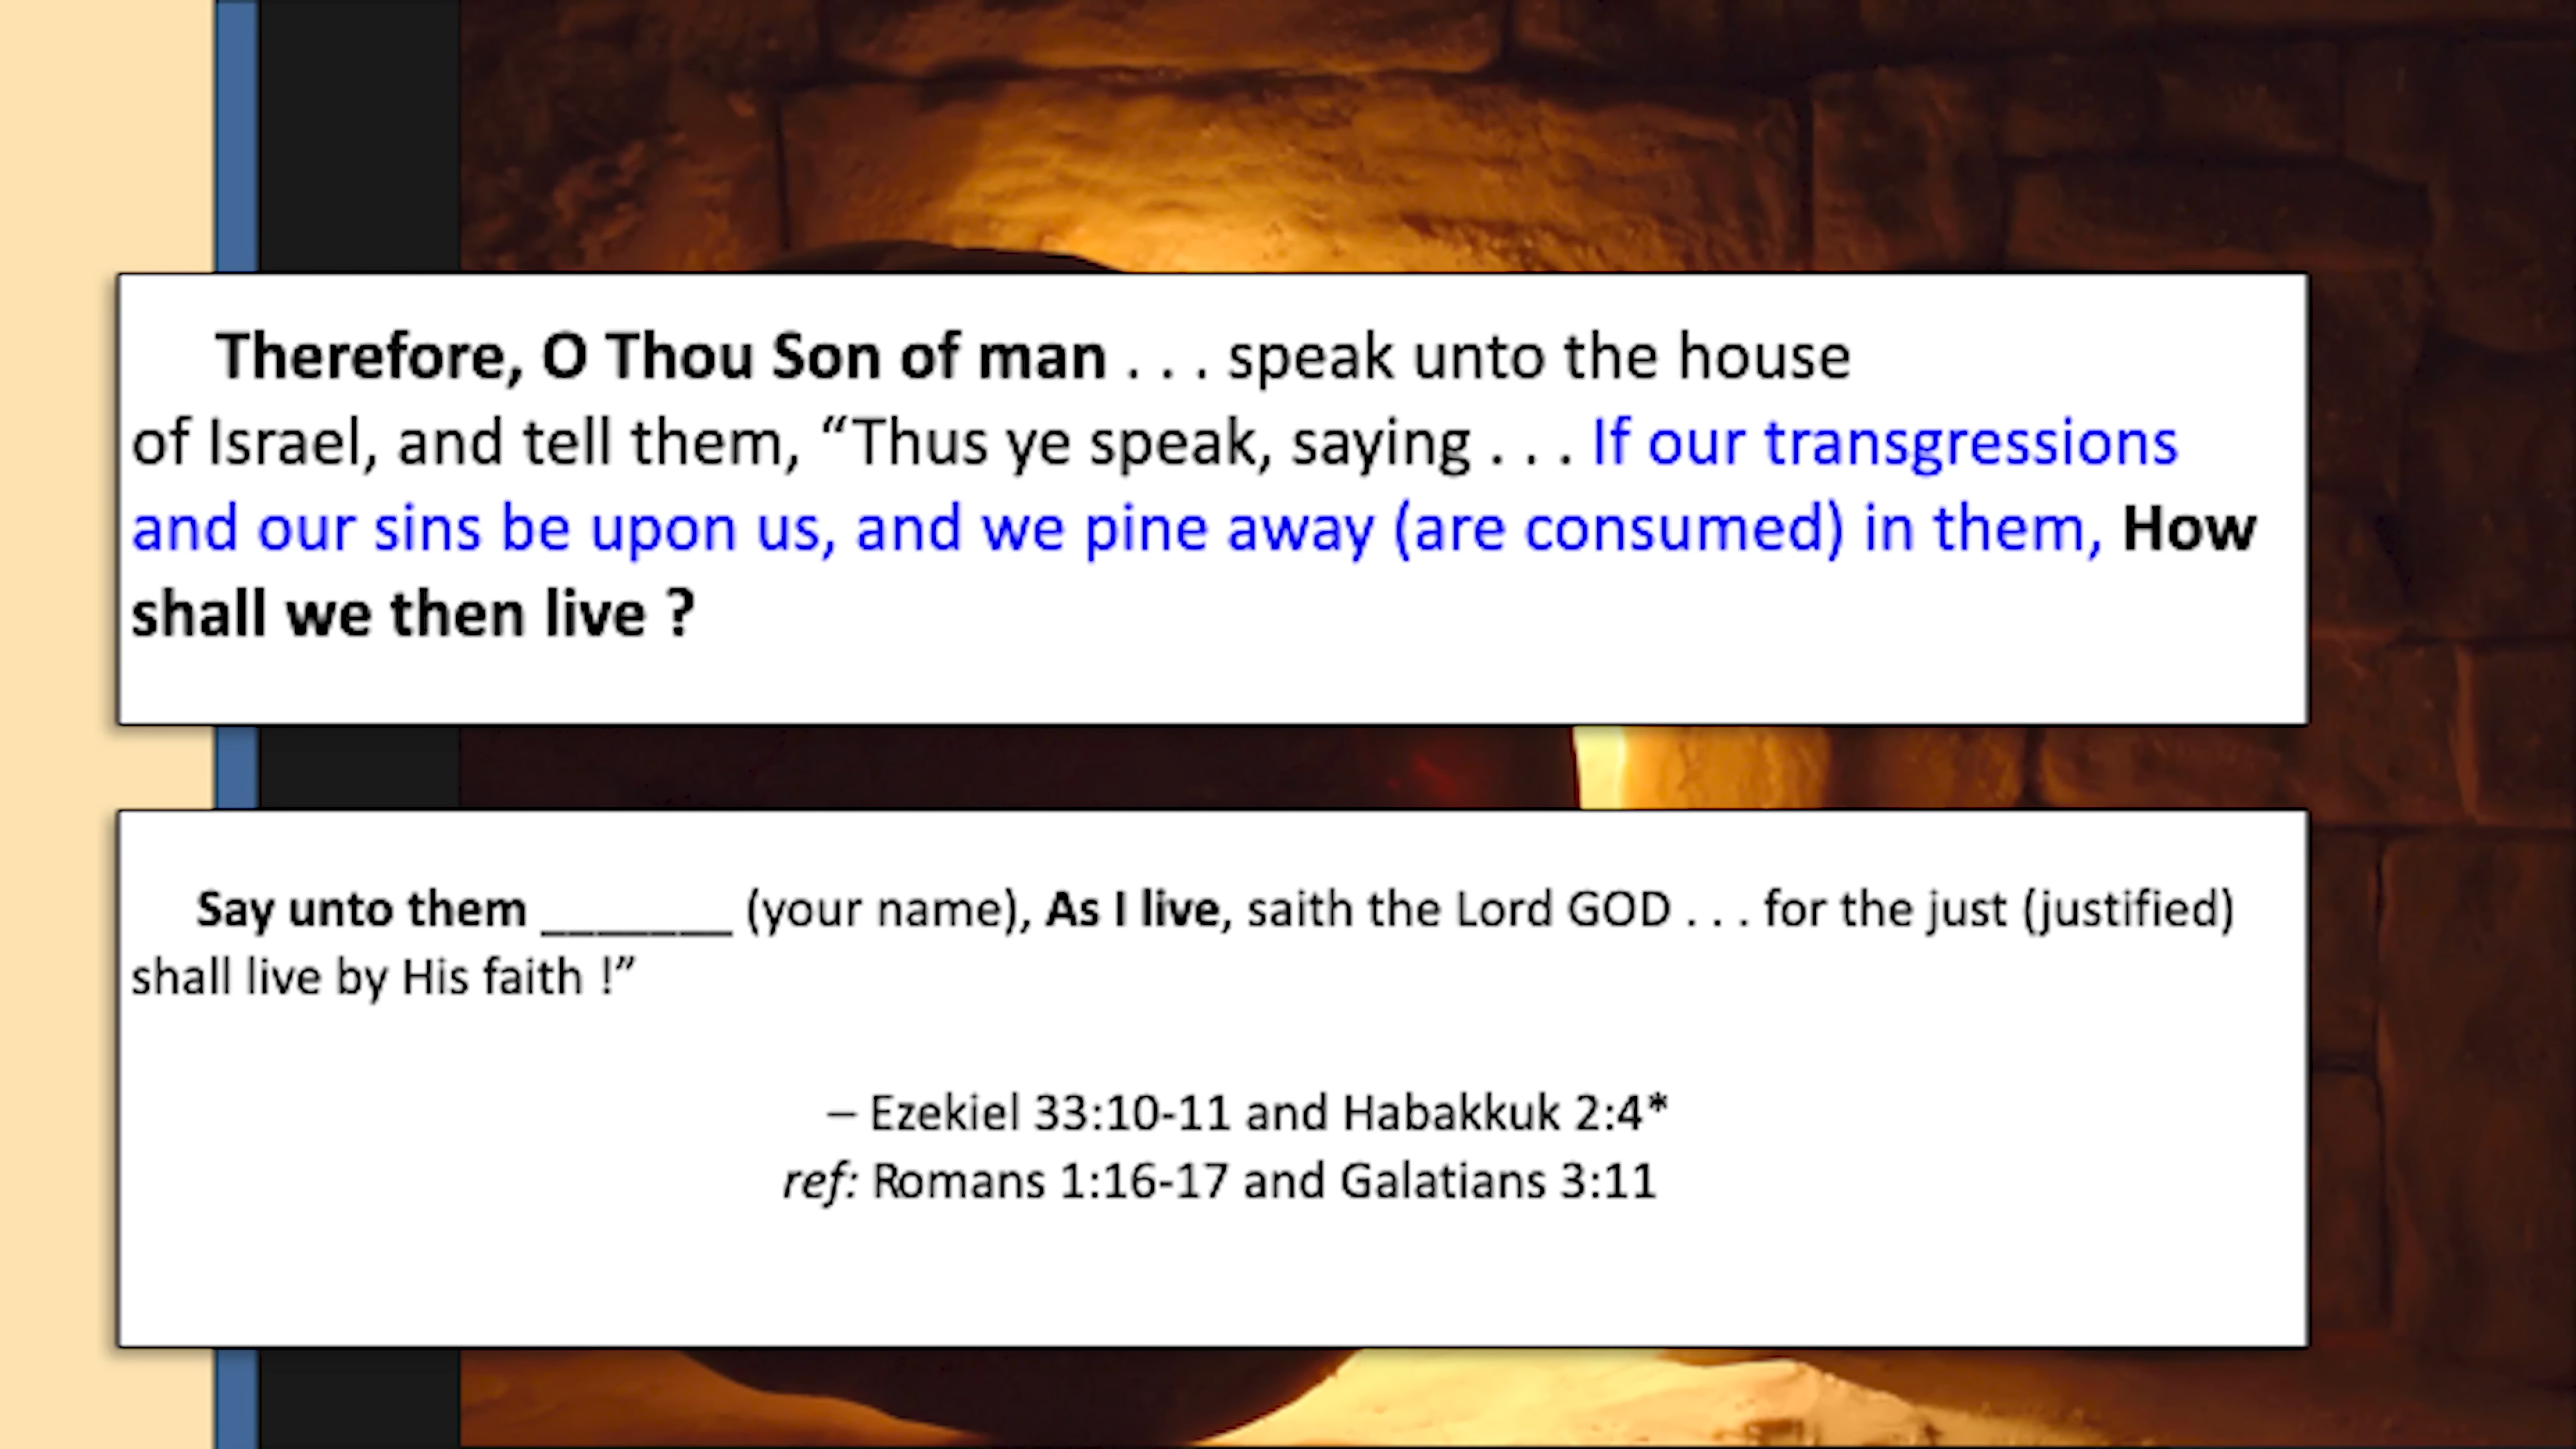 Therefore, O Thou Son of man . . . speak unto the house
of Israel, and tell them, “Thus ye speak, saying . . . If our transgressions
and our sins be upon us, and we pine away (are consumed) in them, How
shall we then live ?
Say unto them _______ (your name), As I live, saith the Lord GOD . . . for the just (justified)
shall live by His faith !”
– Ezekiel 33:10-11 and Habakkuk 2:4*
ref: Romans 1:16-17 and Galatians 3:11